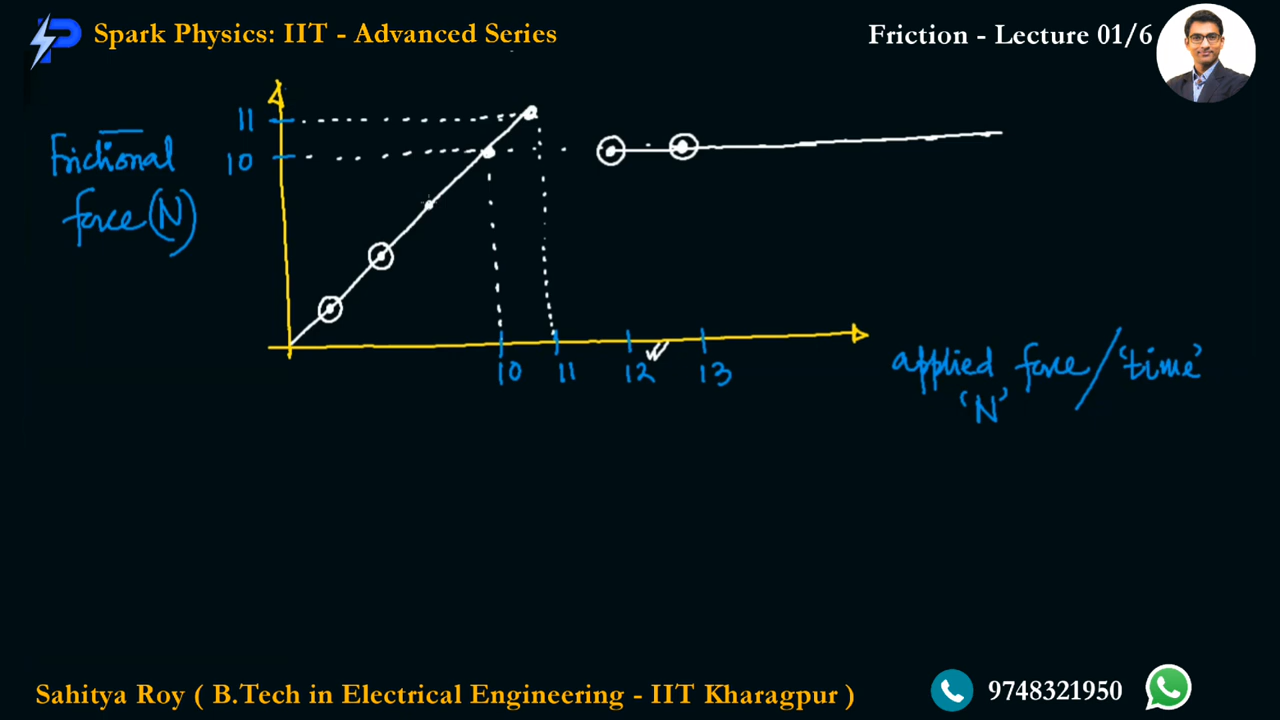 Spark Physics: IIT - Advanced Series
Friction - Lecture 01/6
Frictional
force (N)
11
10
10 11 12 13
applied force/'time'
'N'
Sahitya Roy ( B.Tech in Electrical Engineering - IIT Kharagpur )
9748321950